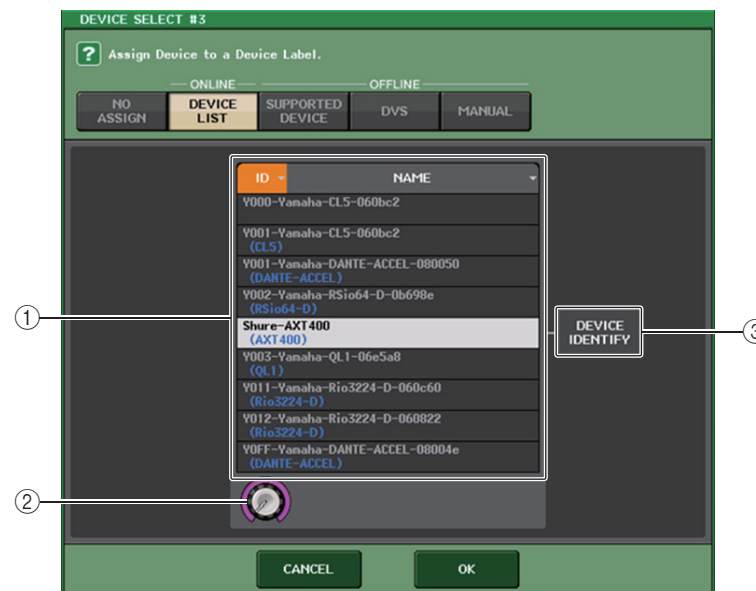 DEVICE SELECT #3
? Assign Device to a Device Label.
ONLINE OFFLINE
NO ASSIGN
DEVICE LIST
SUPPORTED DEVICE
DVS
MANUAL
ID NAME
Y000-Yamaha-CL5-060bc2
Y001-Yamaha-CL5-060bc2
(CL5)
Y001-Yamaha-DANTE-ACCEL-080050
(DANTE-ACCEL)
Y002-Yamaha-RSio64-D-0b698e
(RSio64-D)
Shure-AXT400
(AXT400)
Y003-Yamaha-QL1-06e5a8
(QL1)
Y011-Yamaha-Rio3224-D-060c60
(Rio3224-D)
Y012-Yamaha-Rio3224-D-060822
(Rio3224-D)
Y0FF-Yamaha-DANTE-ACCEL-08004e
(DANTE-ACCEL)
DEVICE IDENTIFY
①
②
③
CANCEL
OK